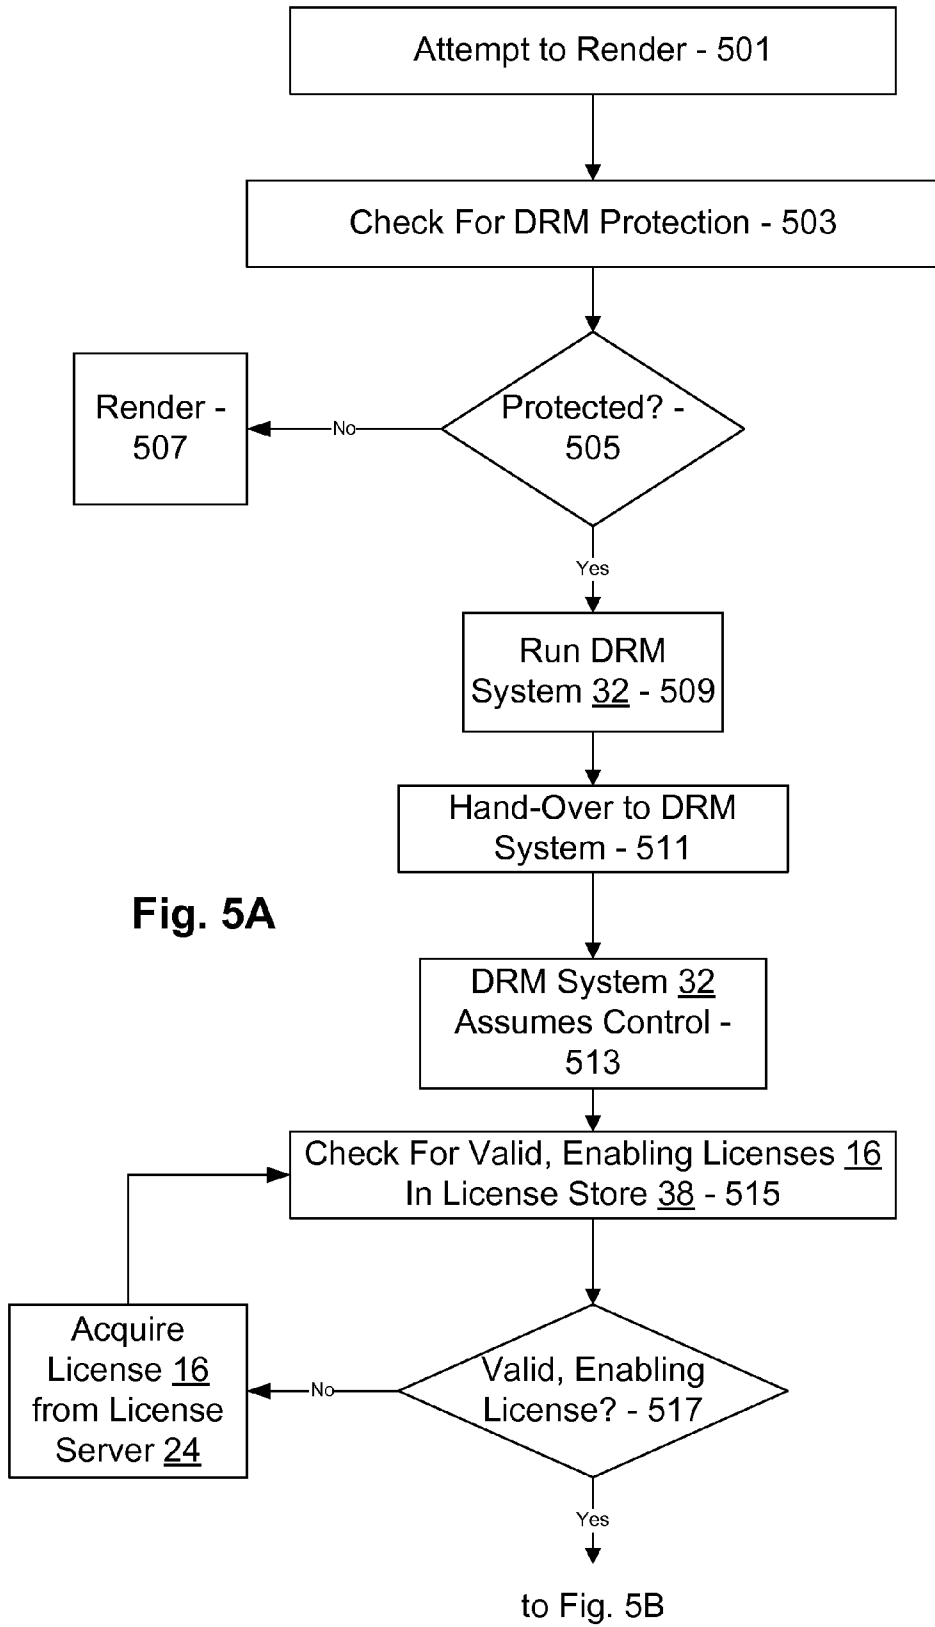 Attempt to Render - 501
Check For DRM Protection - 503
Protected? -
505
No
Render -
507
Yes
Run DRM
System 32 - 509
Hand-Over to DRM
System - 511
Fig. 5A
DRM System 32
Assumes Control -
513
Check For Valid, Enabling Licenses 16
In License Store 38 - 515
Valid, Enabling
License? - 517
No
Acquire
License 16
from License
Server 24
Yes
to Fig. 5B